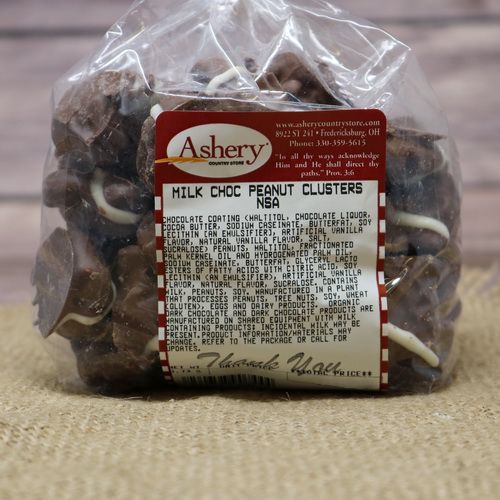 Ashery
COUNTRY STORE
www.asherycountrystore.com
8922 ST 241 • Fredericksburg, OH
Phone: 330-359-5615
"In all thy ways acknowledge
Him and He shall direct thy
paths." Prov. 3:6
MILK CHOC PEANUT CLUSTERS
NSA
CHOCOLATE COATING (MALTITOL, CHOCOLATE LIQUOR,
COCOA BUTTER, SODIUM CASEINATE, BUTTERFAT, SOY
LECITHIN (AN EMULSIFIER), ARTIFICIAL VANILLA
FLAVOR, NATURAL VANILLA FLAVOR, SALT,
SUCRALOSE) PEANUTS, MALTITOL, FRACTIONATED
PALM KERNEL OIL AND HYDROGENATED PALM OIL,
SODIUM CASEINATE, BUTTERFAT, GLYCERYL LACTO
ESTERS OF FATTY ACIDS WITH CITRIC ACID, SOY
LECITHIN (AN EMULSIFIER), ARTIFICIAL VANILLA
FLAVOR, NATURAL FLAVOR, SUCRALOSE, CONTAINS
MILK, PEANUTS, SOY. MANUFACTURED IN A PLANT
THAT PROCESSES PEANUTS, TREE NUTS, SOY, WHEAT
(GLUTEN), EGGS AND DAIRY PRODUCTS. ORGANIC
DARK CHOCOLATE AND DARK CHOCOLATE PRODUCTS ARE
MANUFACTURED ON SHARED EQUIPMENT WITH MILK
CONTAINING PRODUCTS; INCIDENTAL MILK MAY BE
PRESENT. PRODUCT INFORMATION/MATERIALS MAY
CHANGE. REFER TO THE PACKAGE OR CALL FOR
UPDATES.
Thank You
NET WT
TOTAL PRICE**